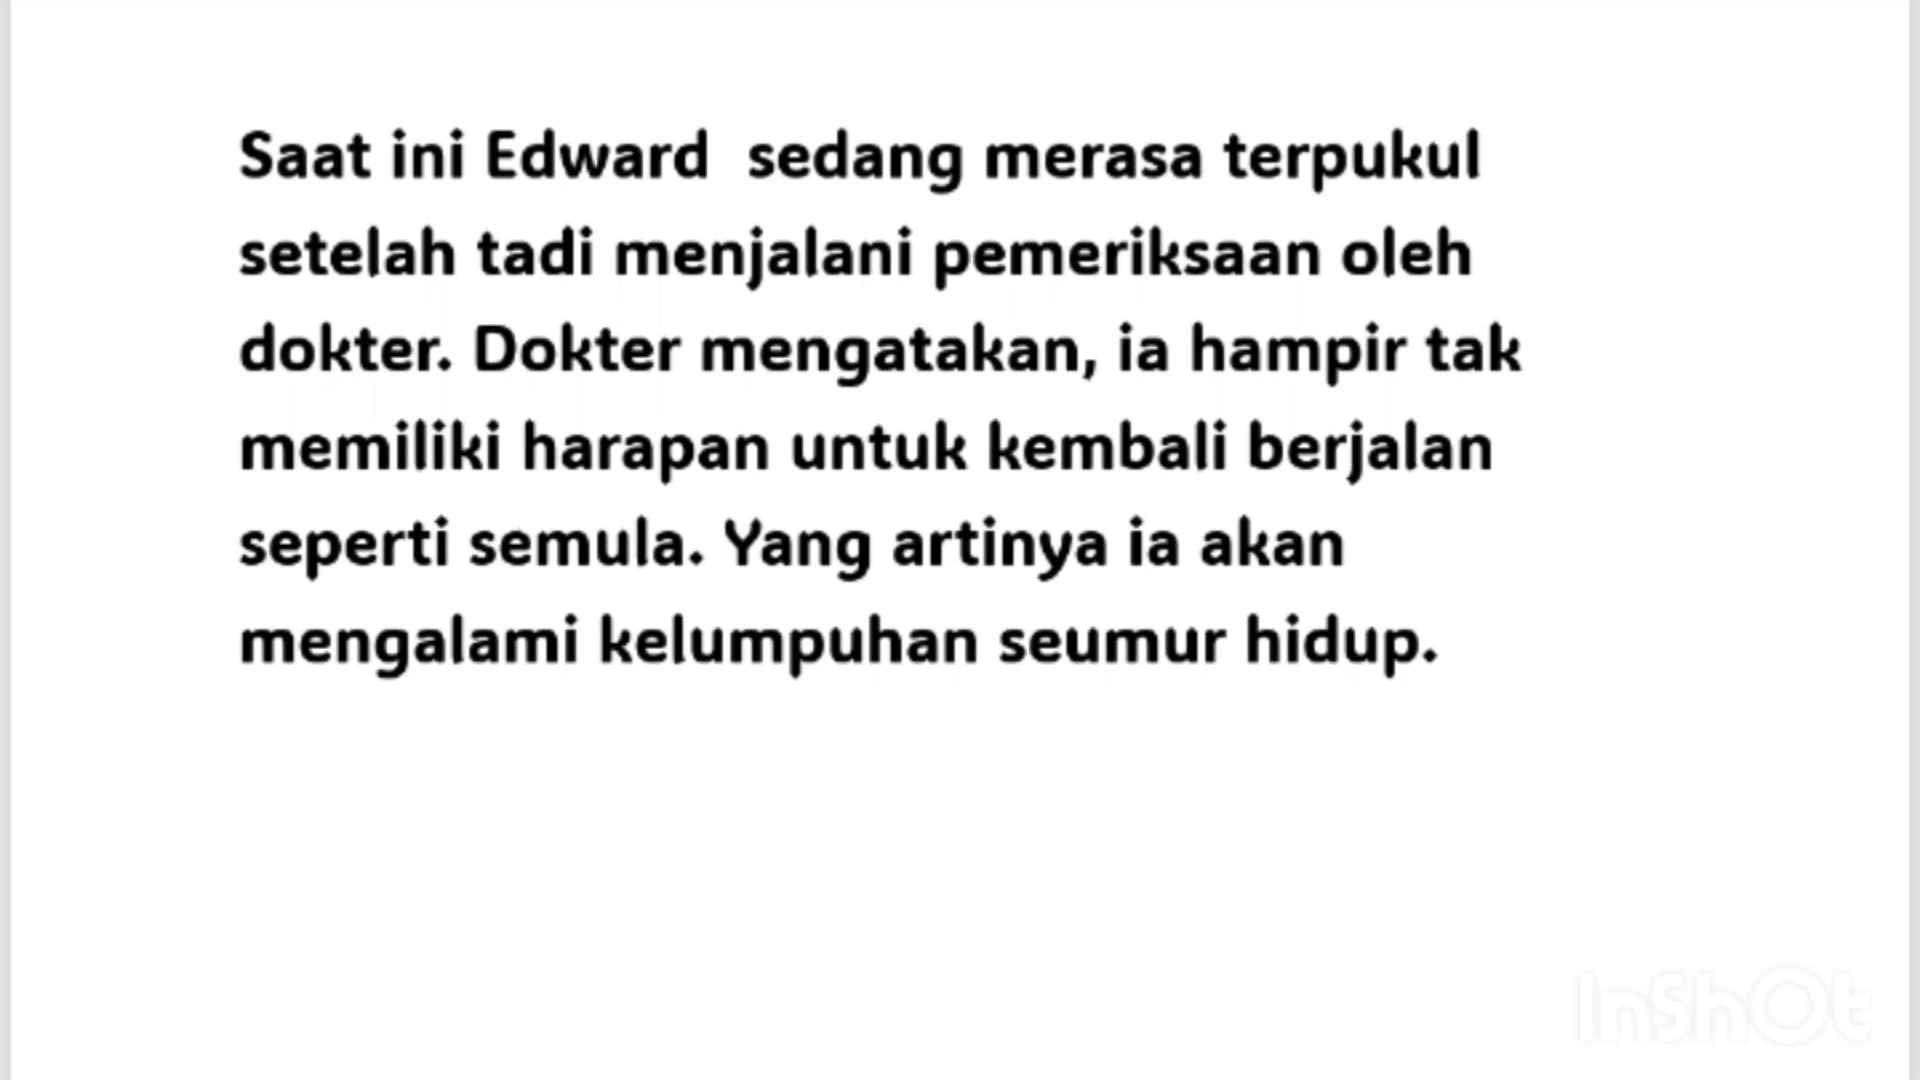 Saat ini Edward  sedang merasa terpukul
setelah tadi menjalani pemeriksaan oleh
dokter. Dokter mengatakan, ia hampir tak
memiliki harapan untuk kembali berjalan
seperti semula. Yang artinya ia akan
mengalami kelumpuhan seumur hidup.
InShOt